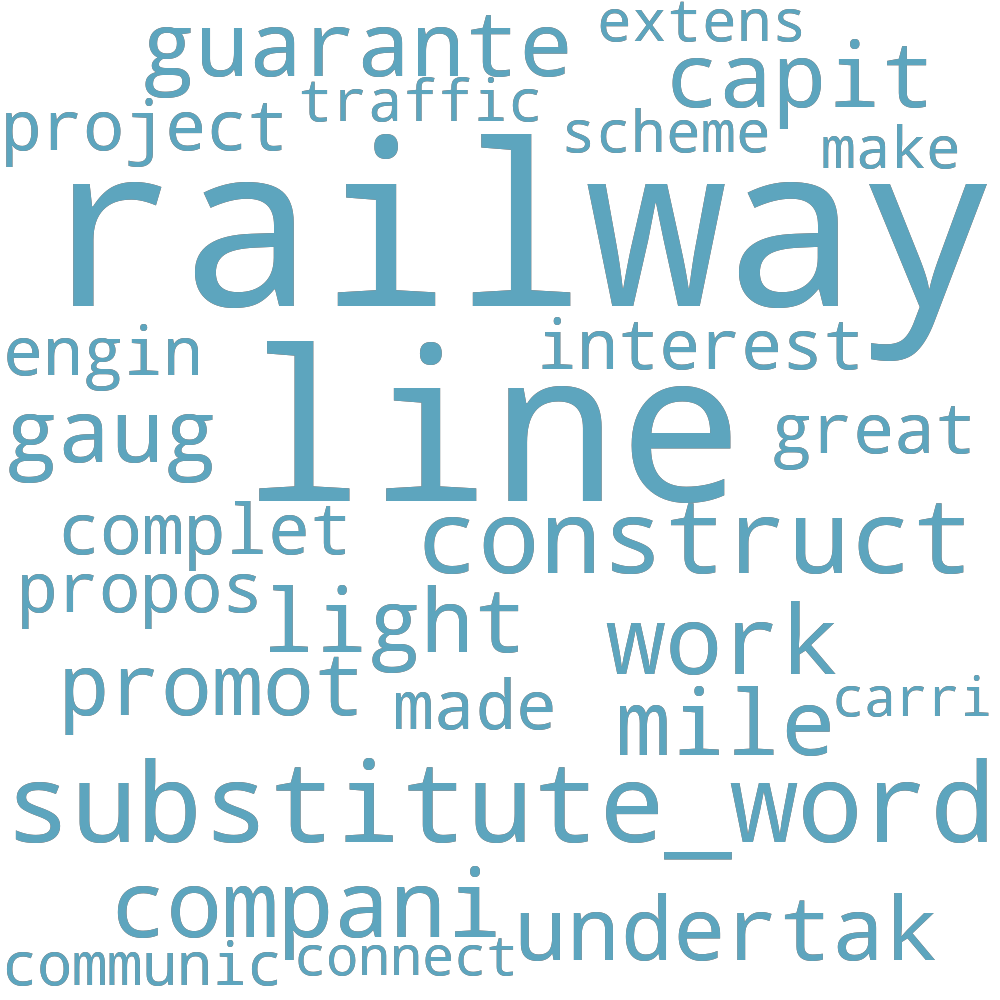 extens
guarante
capit
traffic
project
scheme
make
railway
engin
interest
line
gaug
great
complet
construct
propos
light
work
promot
made
carri
mile
substitute_word
compani
undertak
communic
connect